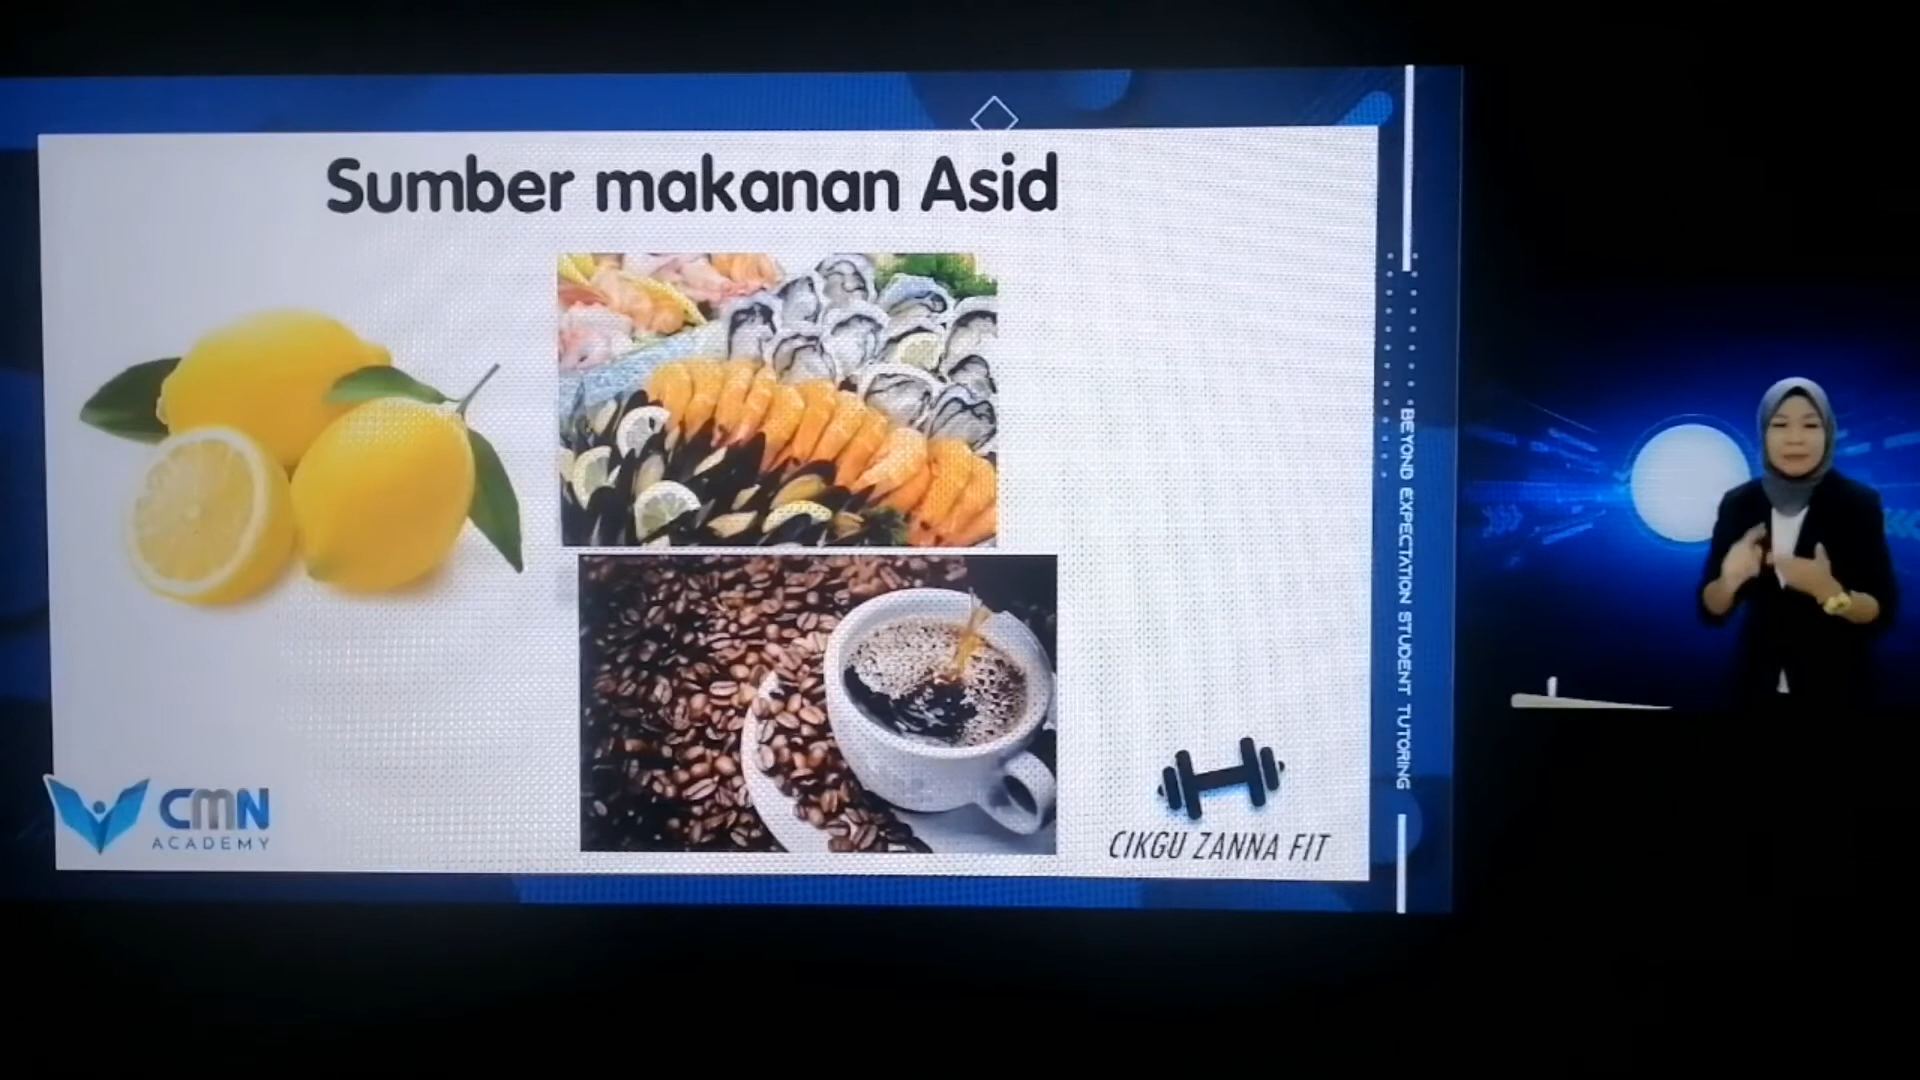 Sumber makanan Asid
CMN
ACADEMY
CIKGU ZANNA FIT
BEYOND EXPECTATION STUDENT TUTORING